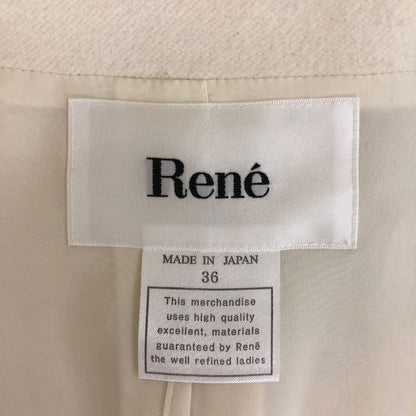 René
MADE IN JAPAN
36
This merchandise
uses high quality
excellent, materials
guaranteed by René
the well refined ladies